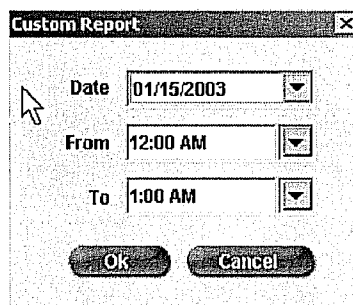 Custom Report
Date 01/15/2003
From 12:00 AM
To 1:00 AM
Ok Cancel